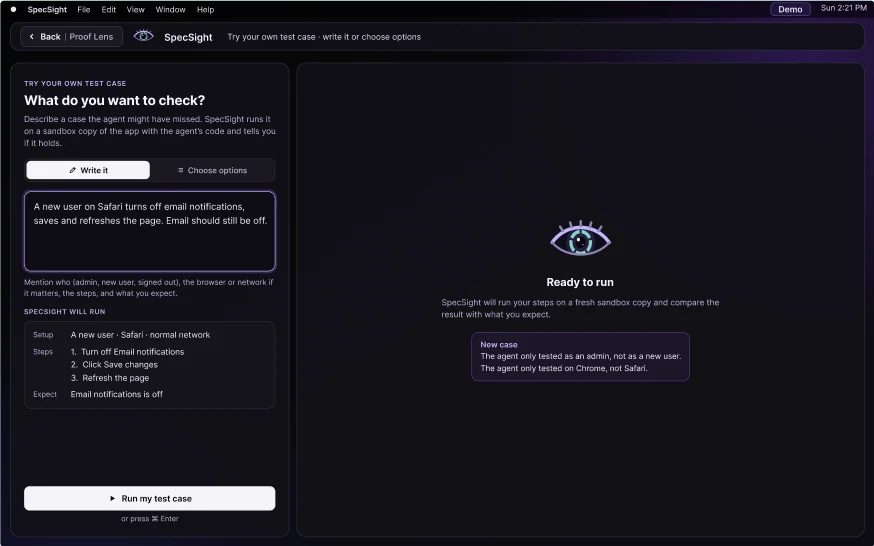 SpecSight File Edit View Window Help Demo Sun 2:21 PM
Back | Proof Lens SpecSight Try your own test case · write it or choose options
TRY YOUR OWN TEST CASE
What do you want to check?
Describe a case the agent might have missed. SpecSight runs it
on a sandbox copy of the app with the agent's code and tells you
if it holds.
Write it Choose options
A new user on Safari turns off email notifications,
saves and refreshes the page. Email should still be off.
Mention who (admin, new user, signed out), the browser or network if
it matters, the steps, and what you expect.
SPECSIGHT WILL RUN
Setup A new user · Safari · normal network
Steps 1. Turn off Email notifications
2. Click Save changes
3. Refresh the page
Expect Email notifications is off
Run my test case
or press ⌘ Enter
Ready to run
SpecSight will run your steps on a fresh sandbox copy and compare the
result with what you expect.
New case
The agent only tested as an admin, not as a new user.
The agent only tested on Chrome, not Safari.